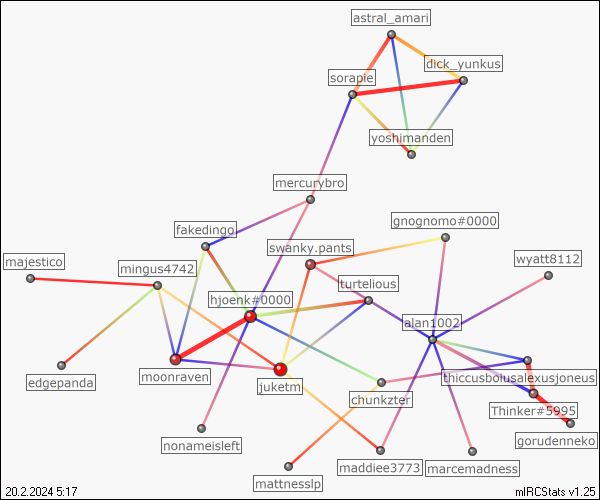 astral_amari
dick_yunkus
sorapie
yoshimanden
mercurybro
gnognomo#0000
fakedingo
swanky.pants
majestico
mingus4742
wyatt8112
turtelious
hjoenk#0000
alan1002
moonraven
thiccusboiusalexusjoneus
edgepanda
juketm
chunkzter
Thinker#5995
gorudenneko
nonameisleft
maddiee3773
marcemadness
mattnesslp
20.2.2024 5:17
mIRCStats v1.25